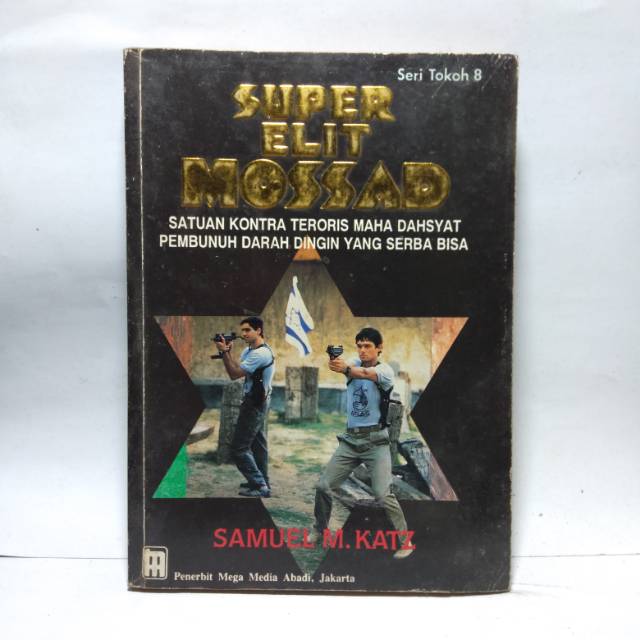 Seri Tokoh 8
SUPER
ELIT
MOSSAD
SATUAN KONTRA TERORIS MAHA DAHSYAT
PEMBUNUH DARAH DINGIN YANG SERBA BISA
SAMUEL M. KATZ
Penerbit Mega Media Abadi, Jakarta